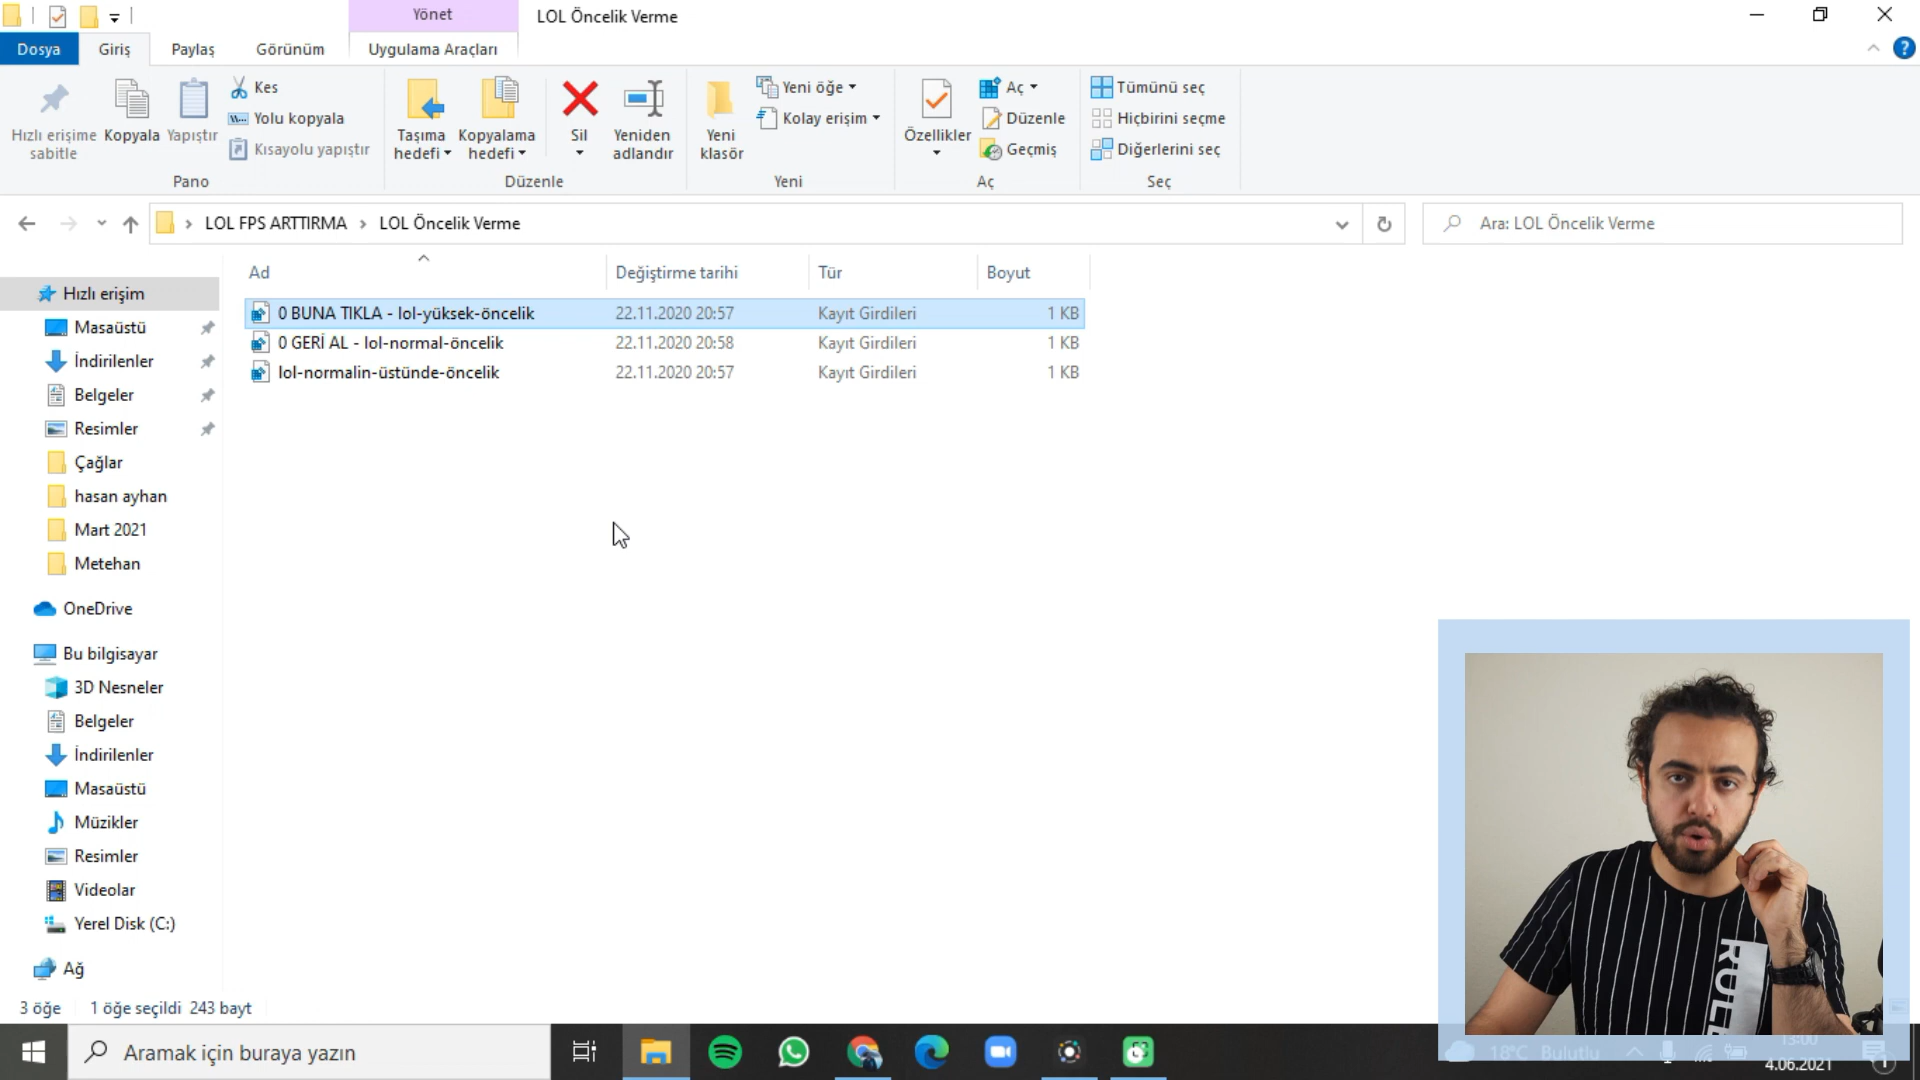 Yönet
LOL Öncelik Verme
Dosya
Giriş
Paylaş
Görünüm
Uygulama Araçları
Hızlı erişime sabitle
Kopyala
Yapıştır
Kes
Yolu kopyala
Kısayolu yapıştır
Pano
Taşıma hedefi
Kopyalama hedefi
Sil
Yeniden adlandır
Düzenle
Yeni klasör
Yeni öğe
Kolay erişim
Yeni
Özellikler
Aç
Düzenle
Geçmiş
Aç
Tümünü seç
Hiçbirini seçme
Diğerlerini seç
Seç
LOL FPS ARTTIRMA > LOL Öncelik Verme
Ara: LOL Öncelik Verme
Ad Değiştirme tarihi Tür Boyut
0 BUNA TIKLA - lol-yüksek-öncelik 22.11.2020 20:57 Kayıt Girdileri 1 KB
0 GERİ AL - lol-normal-öncelik 22.11.2020 20:58 Kayıt Girdileri 1 KB
lol-normalin-üstünde-öncelik 22.11.2020 20:57 Kayıt Girdileri 1 KB
Hızlı erişim
Masaüstü
İndirilenler
Belgeler
Resimler
Çağlar
hasan ayhan
Mart 2021
Metehan
OneDrive
Bu bilgisayar
3D Nesneler
Belgeler
İndirilenler
Masaüstü
Müzikler
Resimler
Videolar
Yerel Disk (C:)
Ağ
3 öğe 1 öğe seçildi 243 bayt
Aramak için buraya yazın
18°C Bulutlu
13:00
4.06.2021